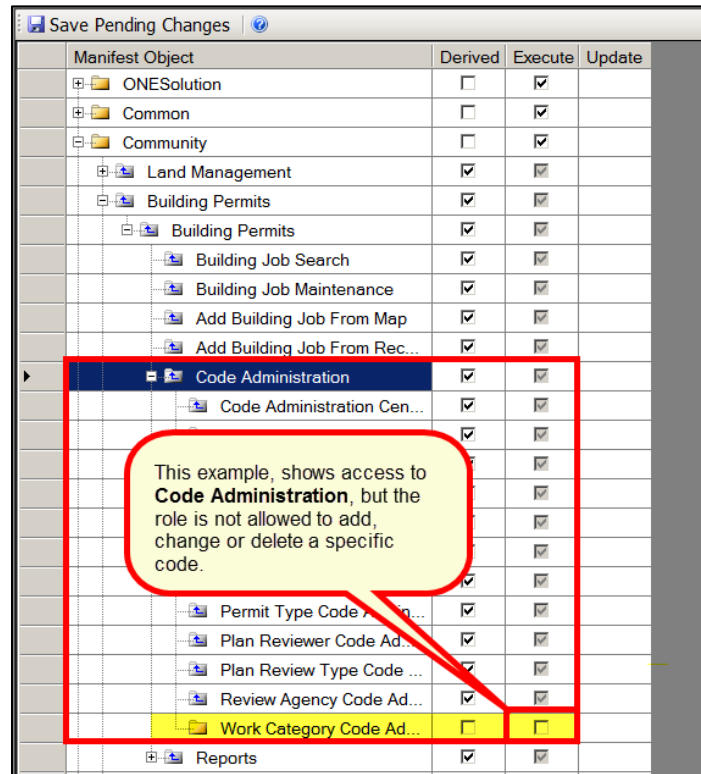 Save Pending Changes
Manifest Object Derived Execute Update
ONESolution
Common
Community
Land Management
Building Permits
Building Permits
Building Job Search
Building Job Maintenance
Add Building Job From Map
Add Building Job From Rec...
Code Administration
Code Administration Cen...
This example, shows access to
Code Administration, but the
role is not allowed to add,
change or delete a specific
code.
Permit Type Code
Plan Reviewer Code Ad...
Plan Review Type Code ...
Review Agency Code Ad...
Work Category Code Ad...
Reports